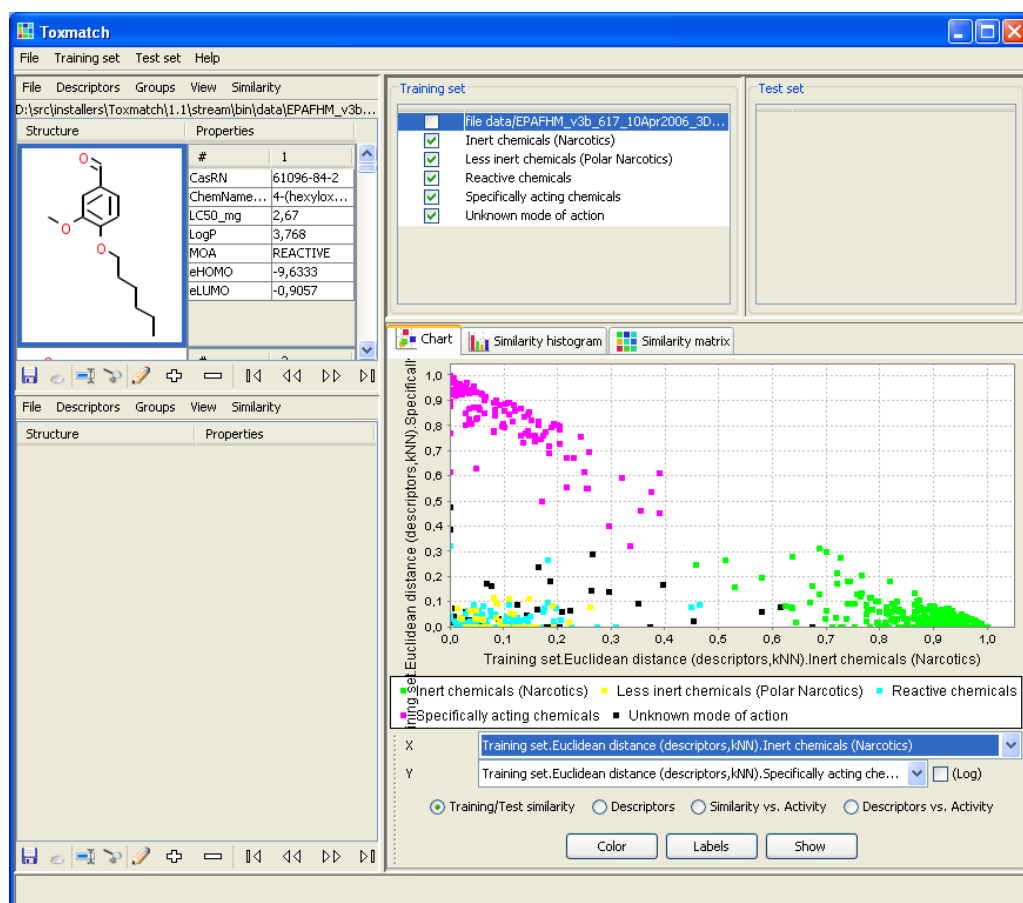 Toxmatch
File Training set Test set Help
File Descriptors Groups View Similarity
D:\src\installers\Toxmatch\1.1\stream\bin\data\EPAFHM_v3b...
Structure Properties
O
O
O
# 1
CasRN 61096-84-2
ChemName... 4-(hexylox...
LC50_mg 2,67
LogP 3,768
MOA REACTIVE
eHOMO -9,6333
eLUMO -0,9057
# 2
File Descriptors Groups View Similarity
Structure Properties
Training set
file data/EPAFHM_v3b_617_10Apr2006_3D...
Inert chemicals (Narcotics)
Less inert chemicals (Polar Narcotics)
Reactive chemicals
Specifically acting chemicals
Unknown mode of action
Test set
Chart Similarity histogram Similarity matrix
ining set.Euclidean distance (descriptors,kNN).Specifically
1,0
0,9
0,8
0,7
0,6
0,5
0,4
0,3
0,2
0,1
0,0
0,0 0,1 0,2 0,3 0,4 0,5 0,6 0,7 0,8 0,9 1,0
Training set.Euclidean distance (descriptors,kNN).Inert chemicals (Narcotics)
Inert chemicals (Narcotics) Less inert chemicals (Polar Narcotics) Reactive chemicals
Specifically acting chemicals Unknown mode of action
X Training set.Euclidean distance (descriptors,kNN).Inert chemicals (Narcotics)
Y Training set.Euclidean distance (descriptors,kNN).Specifically acting che... (Log)
Training/Test similarity Descriptors Similarity vs. Activity Descriptors vs. Activity
Color Labels Show